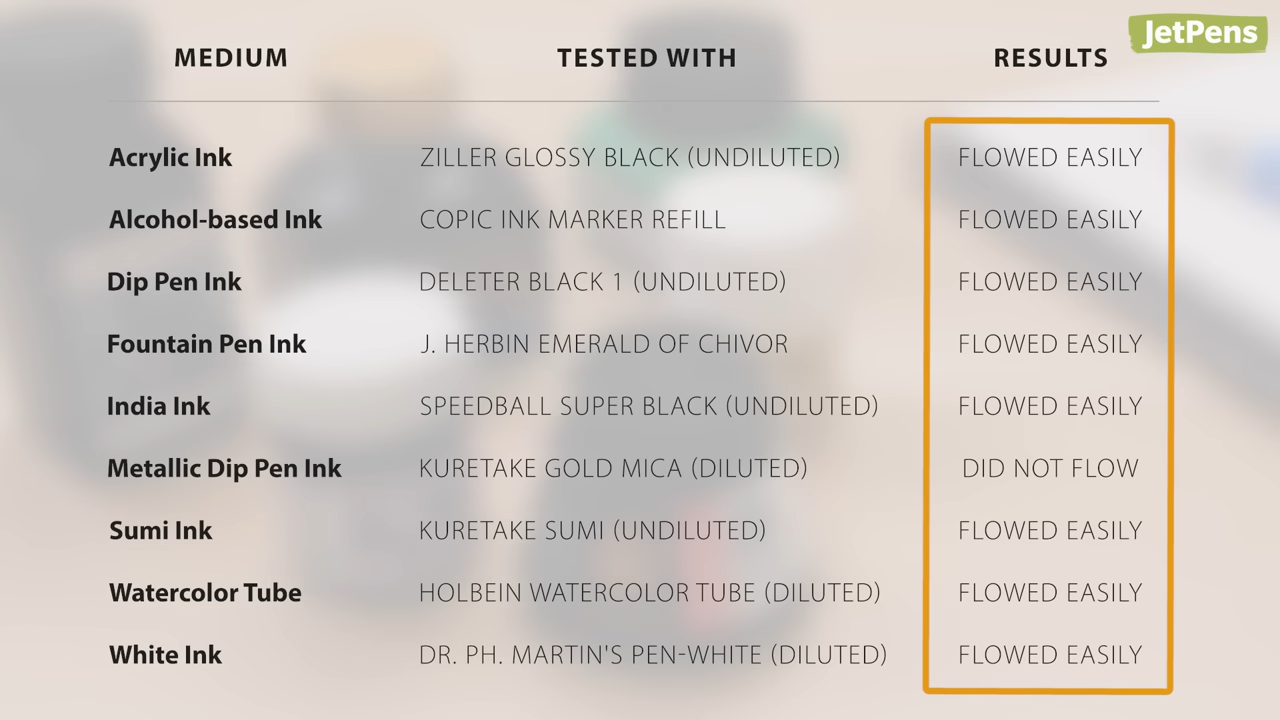 JetPens
MEDIUM TESTED WITH RESULTS
Acrylic Ink ZILLER GLOSSY BLACK (UNDILUTED) FLOWED EASILY
Alcohol-based Ink COPIC INK MARKER REFILL FLOWED EASILY
Dip Pen Ink DELETER BLACK 1 (UNDILUTED) FLOWED EASILY
Fountain Pen Ink J. HERBIN EMERALD OF CHIVOR FLOWED EASILY
India Ink SPEEDBALL SUPER BLACK (UNDILUTED) FLOWED EASILY
Metallic Dip Pen Ink KURETAKE GOLD MICA (DILUTED) DID NOT FLOW
Sumi Ink KURETAKE SUMI (UNDILUTED) FLOWED EASILY
Watercolor Tube HOLBEIN WATERCOLOR TUBE (DILUTED) FLOWED EASILY
White Ink DR. PH. MARTIN'S PEN-WHITE (DILUTED) FLOWED EASILY